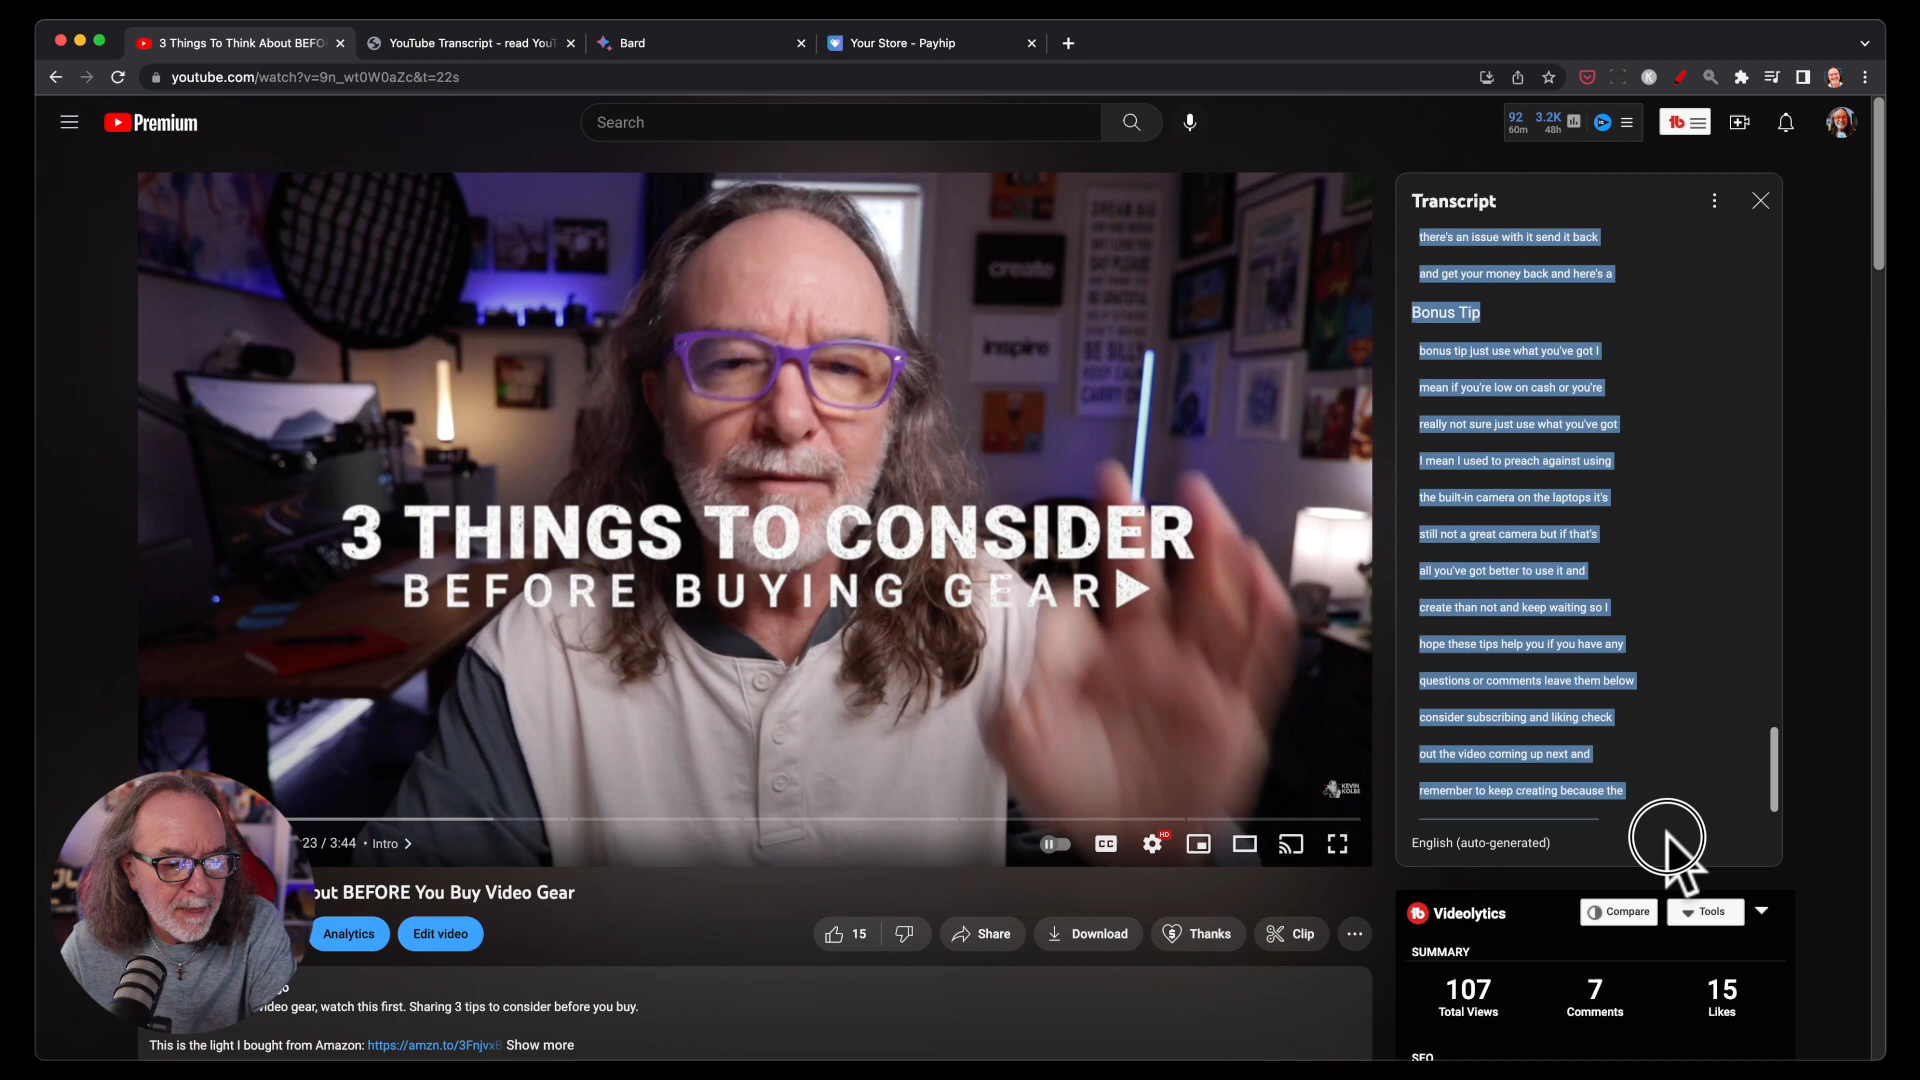 3 Things To Think About BEFO
YouTube Transcript - read YouT
Bard
Your Store - Payhip
youtube.com/watch?v=9n_wt0W0aZc&t=22s
Premium
Search
92 3.2K
60m 48h
Transcript
there's an issue with it send it back
and get your money back and here's a
Bonus Tip
bonus tip just use what you've got I
mean if you're low on cash or you're
really not sure just use what you've got
I mean I used to preach against using
the built-in camera on the laptops it's
still not a great camera but if that's
all you've got better to use it and
create than not and keep waiting so I
hope these tips help you if you have any
questions or comments leave them below
consider subscribing and liking check
out the video coming up next and
remember to keep creating because the
English (auto-generated)
create
inspire
3 THINGS TO CONSIDER
BEFORE BUYING GEAR
KEVIN
KOLBE
23 / 3:44 • Intro
CC
HD
out BEFORE You Buy Video Gear
Analytics
Edit video
15
Share
Download
Thanks
Clip
go
video gear, watch this first. Sharing 3 tips to consider before you buy.
This is the light I bought from Amazon: https://amzn.to/3Fnjvx Show more
Videolytics
Compare
Tools
SUMMARY
107
Total Views
7
Comments
15
Likes
SEO